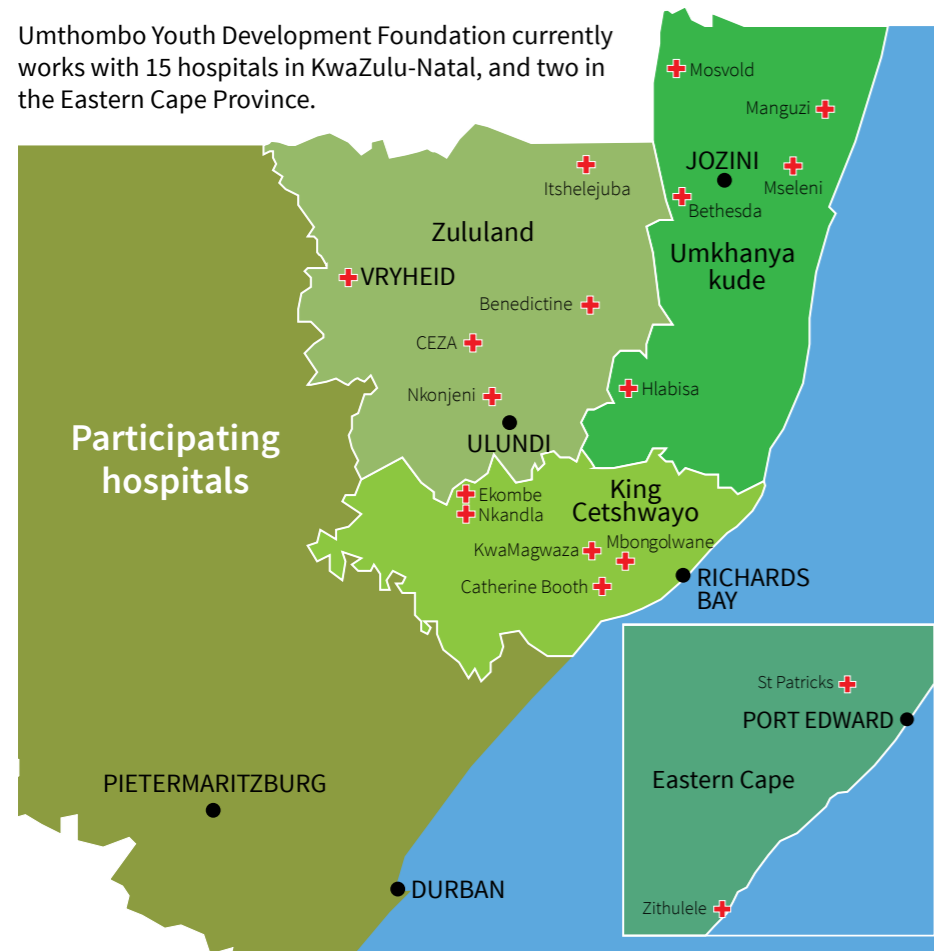 Umthombo Youth Development Foundation currently
works with 15 hospitals in KwaZulu-Natal, and two in
the Eastern Cape Province.
Mosvold
Manguzi
JOZINI
Mseleni
Itshelejuba
Bethesda
Zululand
Umkhanya
kude
VRYHEID
Benedictine
CEZA
Hlabisa
Nkonjeni
Participating
hospitals
ULUNDI
Ekombe
Nkandla
King
Cetshwayo
KwaMagwaza
Mbongolwane
Catherine Booth
RICHARDS
BAY
St Patricks
PORT EDWARD
Eastern Cape
PIETERMARITZBURG
DURBAN
Zithulele